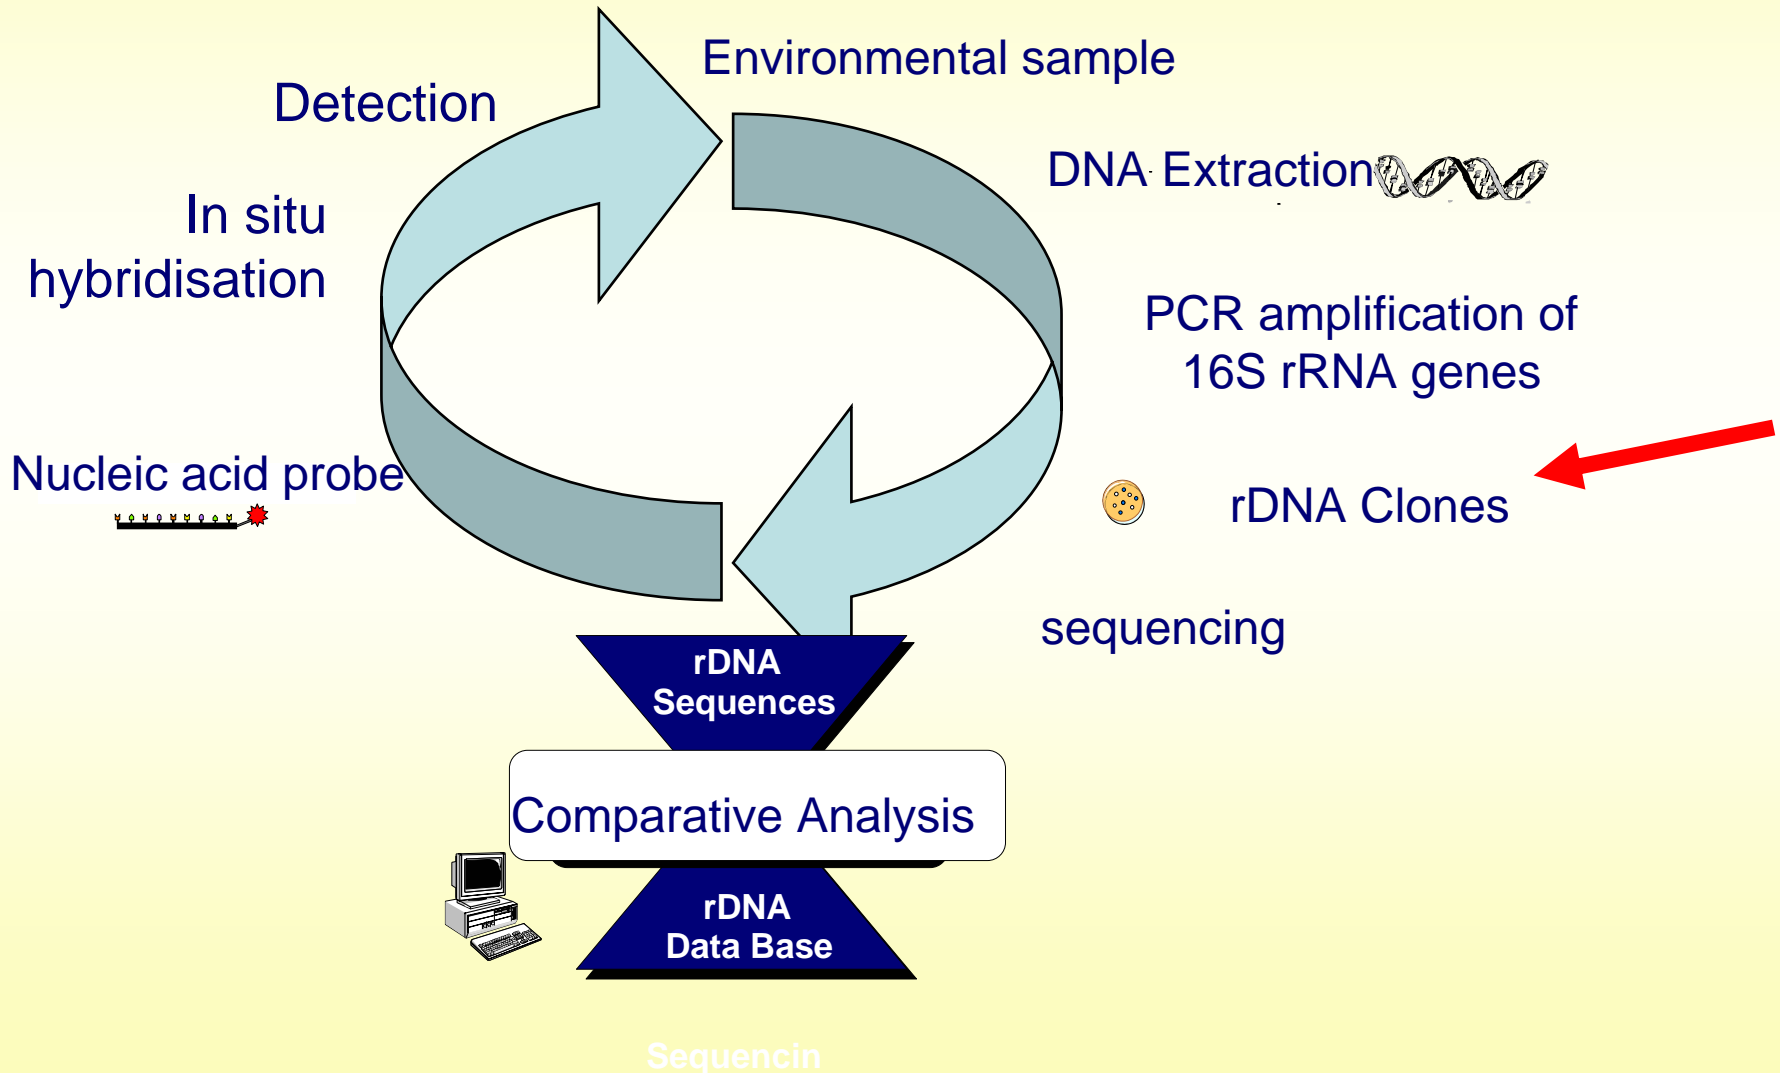 Environmental sample
Detection
DNA Extraction
In situ
hybridisation
PCR amplification of
16S rRNA genes
Nucleic acid probe
rDNA Clones
sequencing
rDNA
Sequences
Comparative Analysis
rDNA
Data Base
Sequencin